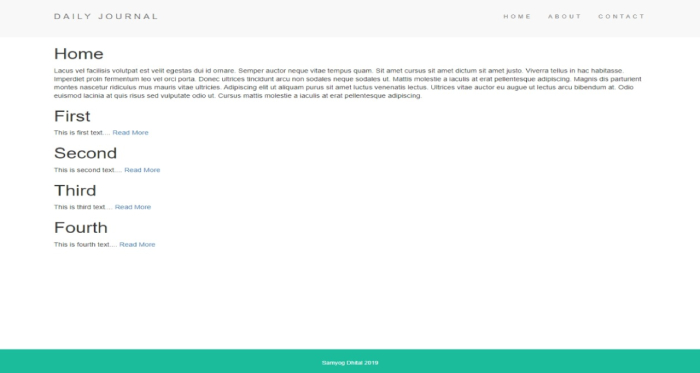 DAILY JOURNAL
HOME ABOUT CONTACT
Home
Lacus vel facilisis volutpat est velit egestas dui id ornare. Semper auctor neque vitae tempus quam. Sit amet cursus sit amet dictum sit amet justo. Viverra tellus in hac habitasse.
Imperdiet proin fermentum leo vel orci porta. Donec ultrices tincidunt arcu non sodales neque sodales ut. Mattis molestie a iaculis at erat pellentesque adipiscing. Magnis dis parturient
montes nascetur ridiculus mus mauris vitae ultricies. Adipiscing elit ut aliquam purus sit amet luctus venenatis lectus. Ultrices vitae auctor eu augue ut lectus arcu bibendum at. Odio
euismod lacinia at quis risus sed vulputate odio ut. Cursus mattis molestie a iaculis at erat pellentesque adipiscing.
First
This is first text.... Read More
Second
This is second text.... Read More
Third
This is third text.... Read More
Fourth
This is fourth text.... Read More
2019